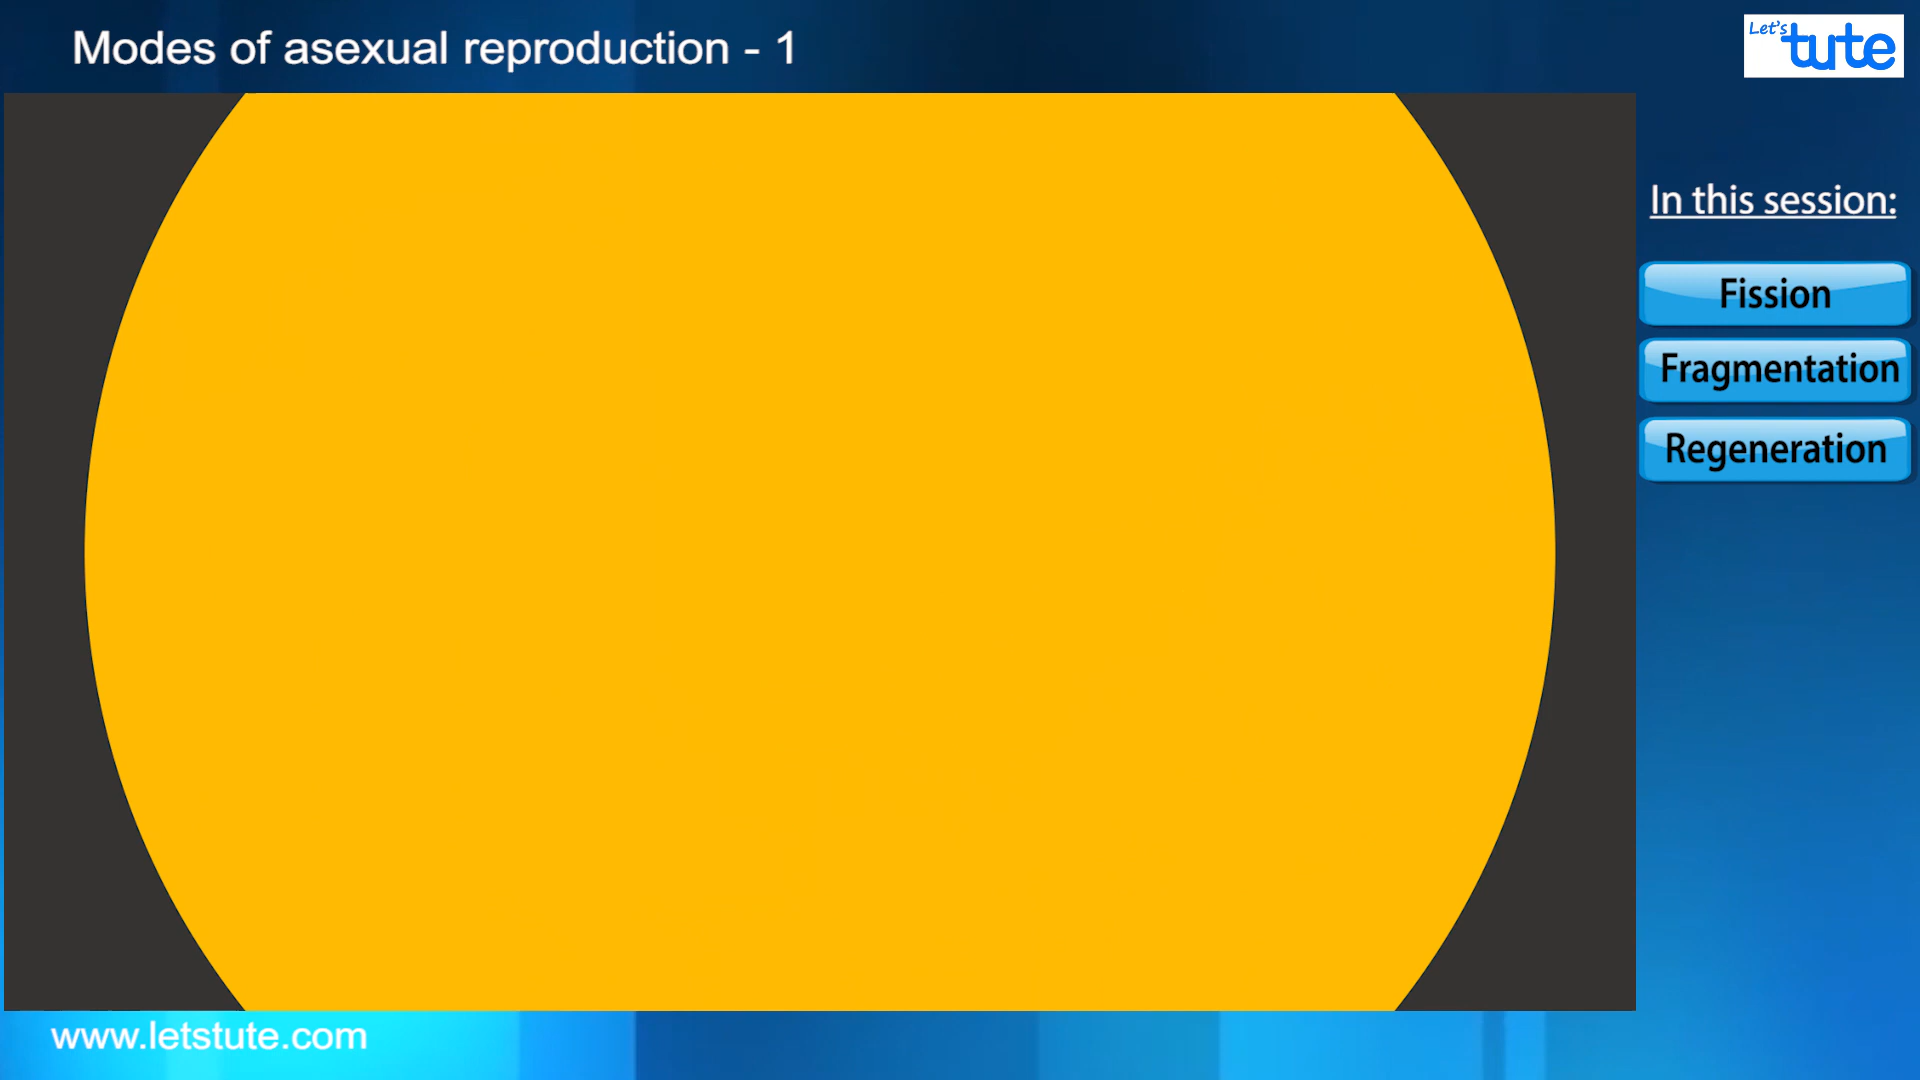 Modes of asexual reproduction - 1
Let's
tute
In this session:
Fission
Fragmentation
Regeneration
www.letstute.com